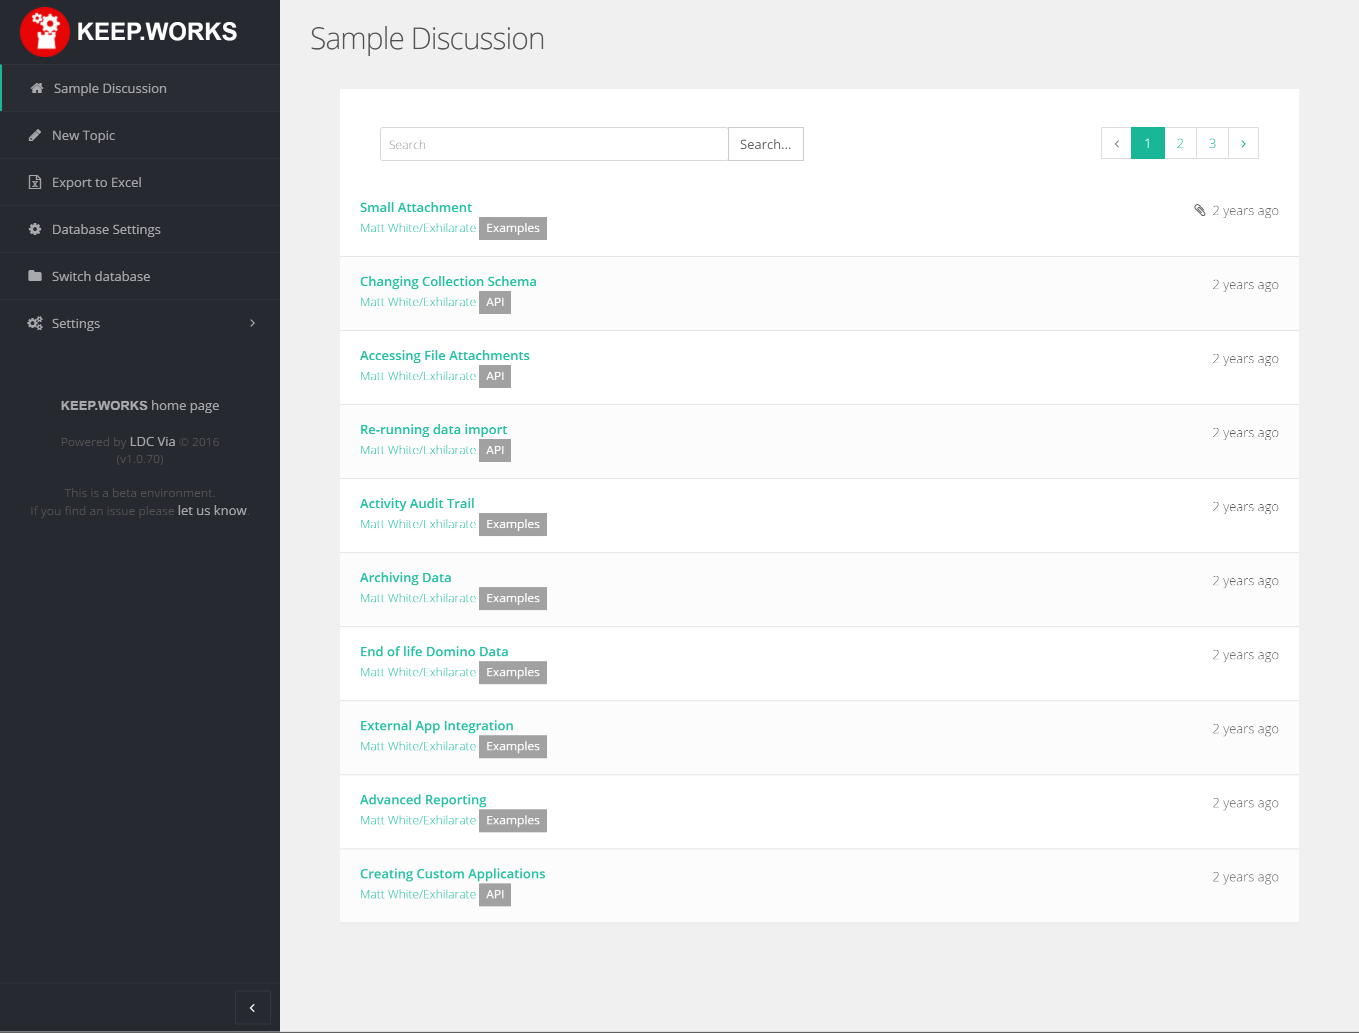 KEEP.WORKS
Sample Discussion
New Topic
Export to Excel
Database Settings
Switch database
Settings
KEEP.WORKS home page
Powered by LDC Via © 2016
(v1.0.70)
This is a beta environment.
If you find an issue please let us know.
Sample Discussion
Search Search...
1 2 3
Small Attachment
2 years ago
Matt White/Exhilarate Examples
Changing Collection Schema
2 years ago
Matt White/Exhilarate API
Accessing File Attachments
2 years ago
Matt White/Exhilarate API
Re-running data import
2 years ago
Matt White/Exhilarate API
Activity Audit Trail
2 years ago
Matt White/Exhilarate Examples
Archiving Data
2 years ago
Matt White/Exhilarate Examples
End of life Domino Data
2 years ago
Matt White/Exhilarate Examples
External App Integration
2 years ago
Matt White/Exhilarate Examples
Advanced Reporting
2 years ago
Matt White/Exhilarate Examples
Creating Custom Applications
2 years ago
Matt White/Exhilarate API